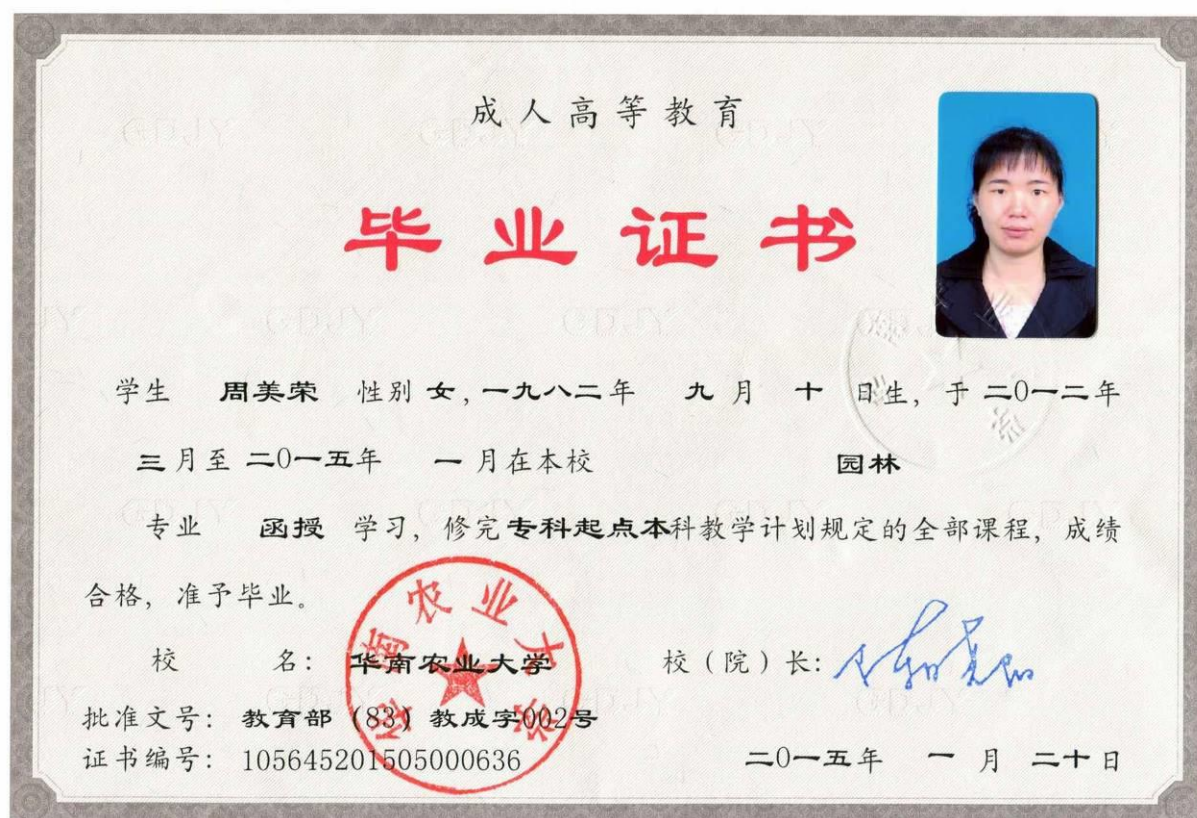 成人高等教育
毕业证书
学生 周美荣 性别 女，一九八二年 九 月 十 日生，于 二0一二年
三月至 二0一五年 一月在本校 园林
专业 函授 学习，修完专科起点本科教学计划规定的全部课程，成绩
合格，准予毕业。
华南农业大学
校 名：华南农业大学 校（院）长：
批准文号：教育部（83）教成字002号
证书编号：105645201505000636 二0一五年 一 月 二十日